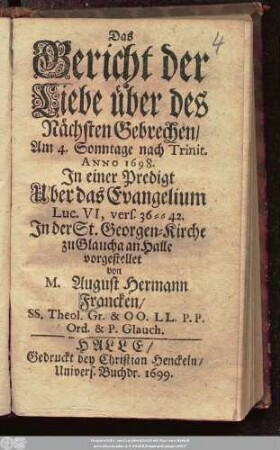 4
Das
Gericht der
Liebe über des
Nächsten Gebrechen/
Am 4. Sonntage nach Trinit.
ANNO 1698.
In einer Predigt
Uber das Evangelium
Luc. VI, vers. 36 = = 42.
In der St. Georgen-Kirche
zu Glaucha an Halle
vorgestellet
von
M. August Hermann
Francken/
SS. Theol. Gr. & OO. LL. P. P.
Ord. & P. Glauch.
HALLE/
Gedruckt bey Christian Henckeln/
Univers. Buchdr. 1699.